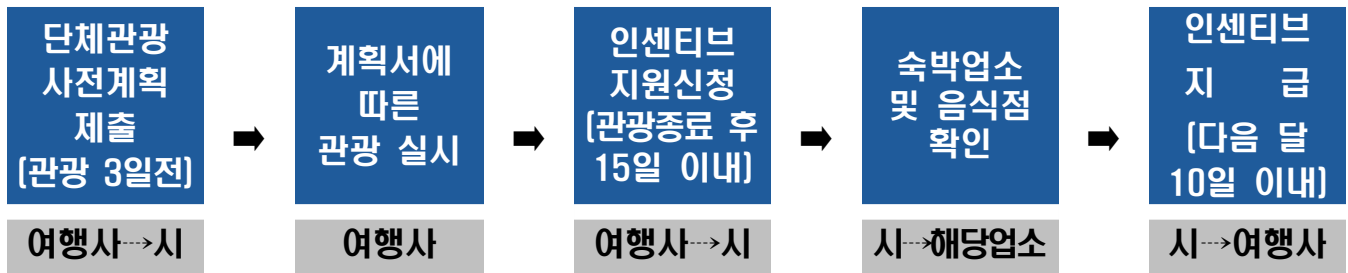 단체관광
사전계획
제출
(관광 3일전)
➡
계획서에
따른
관광 실시
➡
인센티브
지원신청
(관광종료 후
15일 이내)
➡
숙박업소
및 음식점
확인
➡
인센티브
지 급
(다음 달
10일 이내)
여행사→시
여행사
여행사→시
시→해당업소
시→여행사